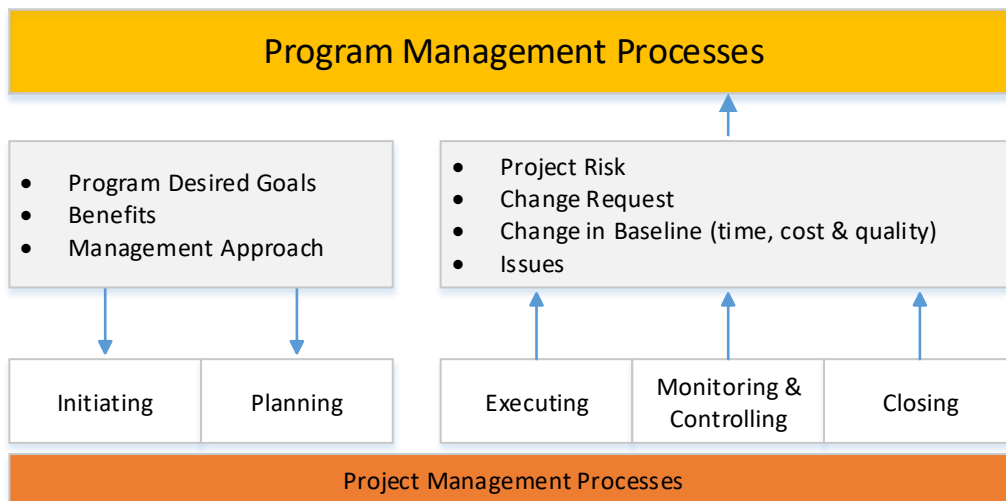 Program Management Processes
• Program Desired Goals
• Benefits
• Management Approach
• Project Risk
• Change Request
• Change in Baseline (time, cost & quality)
• Issues
Initiating
Planning
Executing
Monitoring &
Controlling
Closing
Project Management Processes